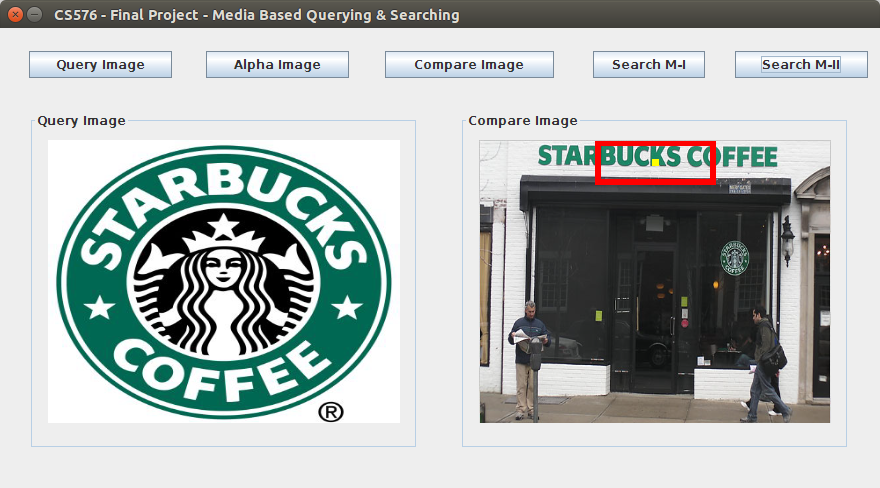 CS576 - Final Project - Media Based Querying & Searching
Query Image
Alpha Image
Compare Image
Search M-I
Search M-II
Query Image
STARBUCKS
COFFEE
®
Compare Image
STARBUCKS COFFEE
STARBUCKS
COFFEE